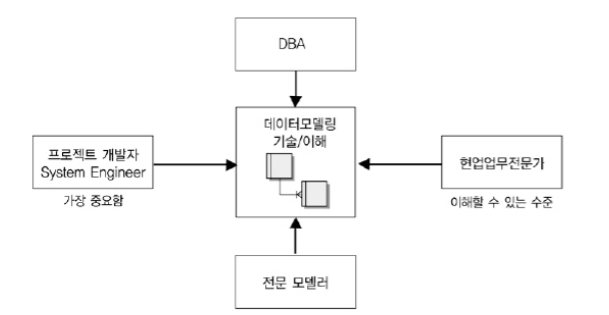 DBA
데이터모델링
기술/이해
프로젝트 개발자
System Engineer
가장 중요함
현업업무전문가
이해할 수 있는 수준
전문 모델러